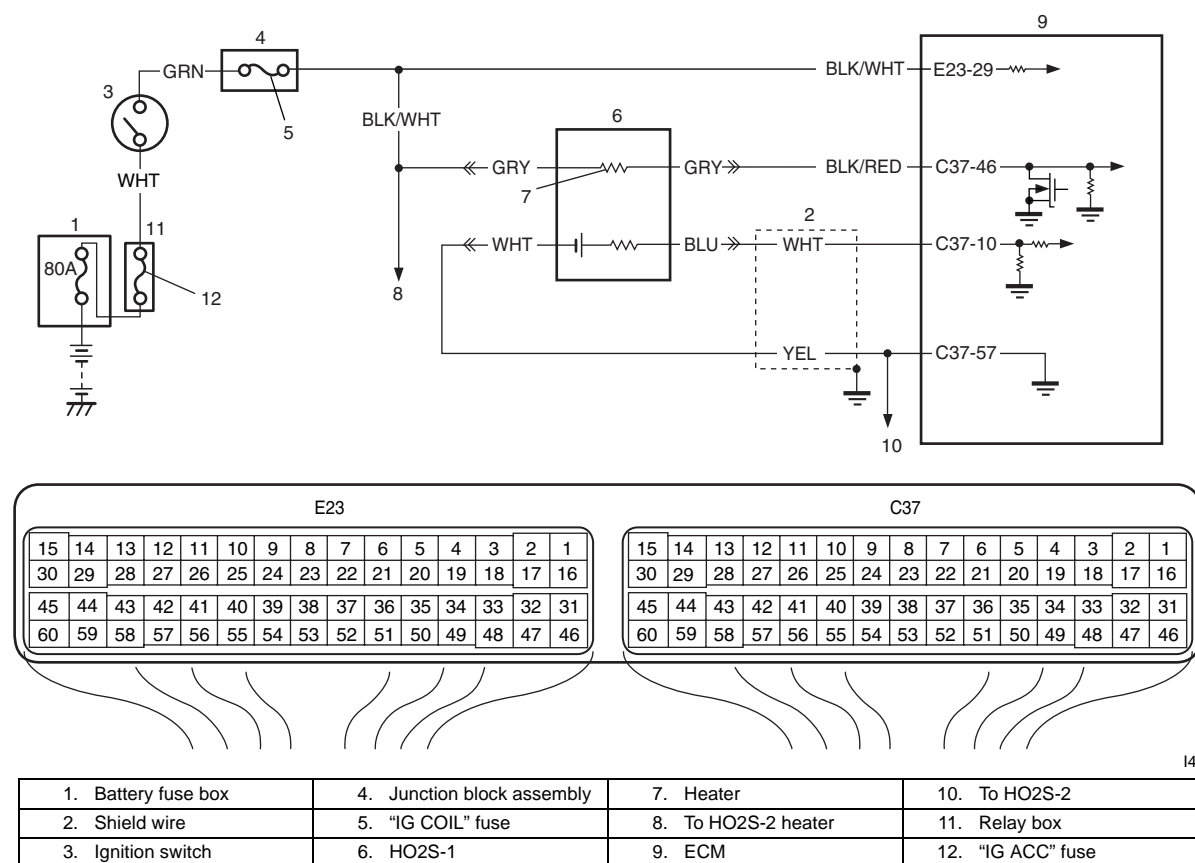 9
4
GRN
BLK/WHT
E23-29
3
5
BLK/WHT
6
WHT
GRY
GRY
BLK/RED
C37-46
7
2
1
11
WHT
BLU
WHT
C37-10
80A
12
8
YEL
C37-57
10
E23
C37
15 14 13 12 11 10 9 8 7 6 5 4 3 2 1
15 14 13 12 11 10 9 8 7 6 5 4 3 2 1
30 29 28 27 26 25 24 23 22 21 20 19 18 17 16
30 29 28 27 26 25 24 23 22 21 20 19 18 17 16
45 44 43 42 41 40 39 38 37 36 35 34 33 32 31
45 44 43 42 41 40 39 38 37 36 35 34 33 32 31
60 59 58 57 56 55 54 53 52 51 50 49 48 47 46
60 59 58 57 56 55 54 53 52 51 50 49 48 47 46
I4
1. Battery fuse box 4. Junction block assembly 7. Heater 10. To HO2S-2
2. Shield wire 5. “IG COIL” fuse 8. To HO2S-2 heater 11. Relay box
3. Ignition switch 6. HO2S-1 9. ECM 12. “IG ACC” fuse